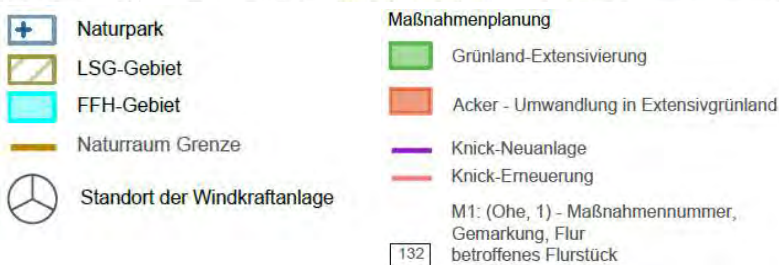 Naturpark
LSG-Gebiet
FFH-Gebiet
Naturraum Grenze
Standort der Windkraftanlage
Maßnahmenplanung
Grünland-Extensivierung
Acker - Umwandlung in Extensivgrünland
Knick-Neuanlage
Knick-Erneuerung
M1: (Ohe, 1) - Maßnahmennummer,
Gemarkung, Flur
132 betroffenes Flurstück